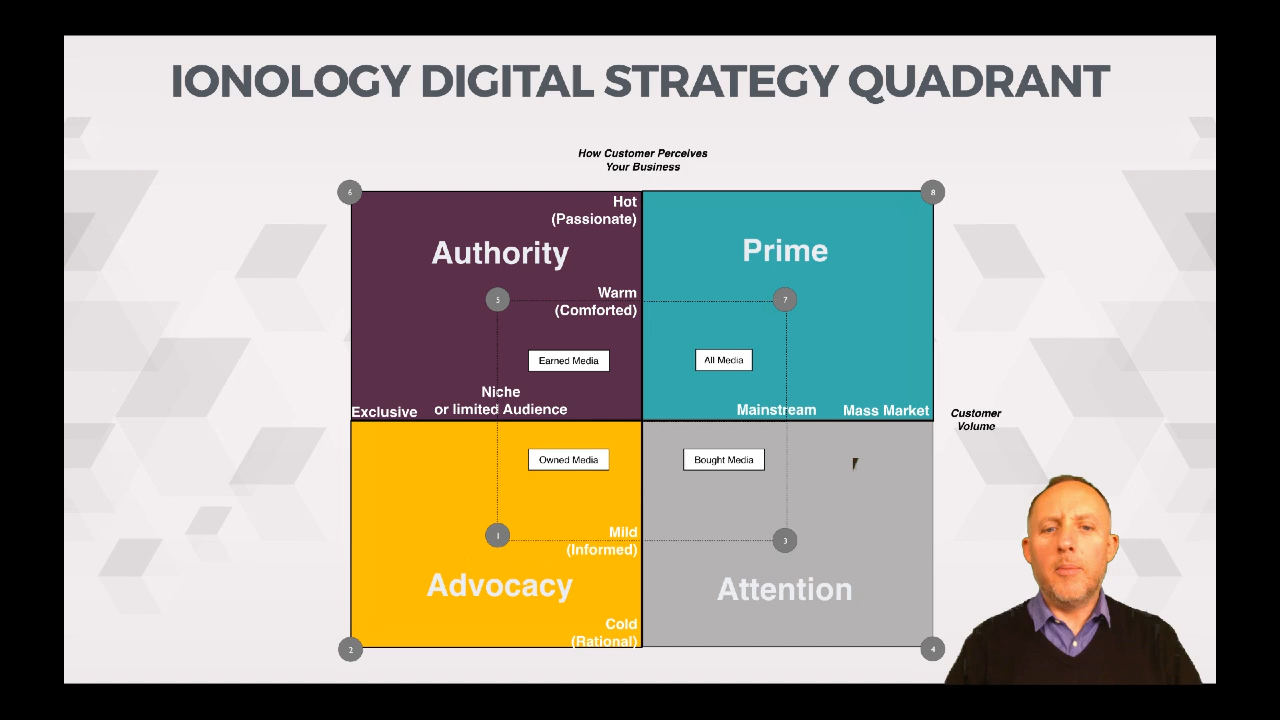 IONOLOGY DIGITAL STRATEGY QUADRANT
How Customer Perceives
Your Business
6
8
Hot
(Passionate)
Authority
Prime
5
Warm
(Comforted)
7
Earned Media
All Media
Niche
or limited Audience
Exclusive
Mainstream
Mass Market
Customer
Volume
Owned Media
Bought Media
1
Mild
(Informed)
3
Advocacy
Attention
Cold
(Rational)
2
4